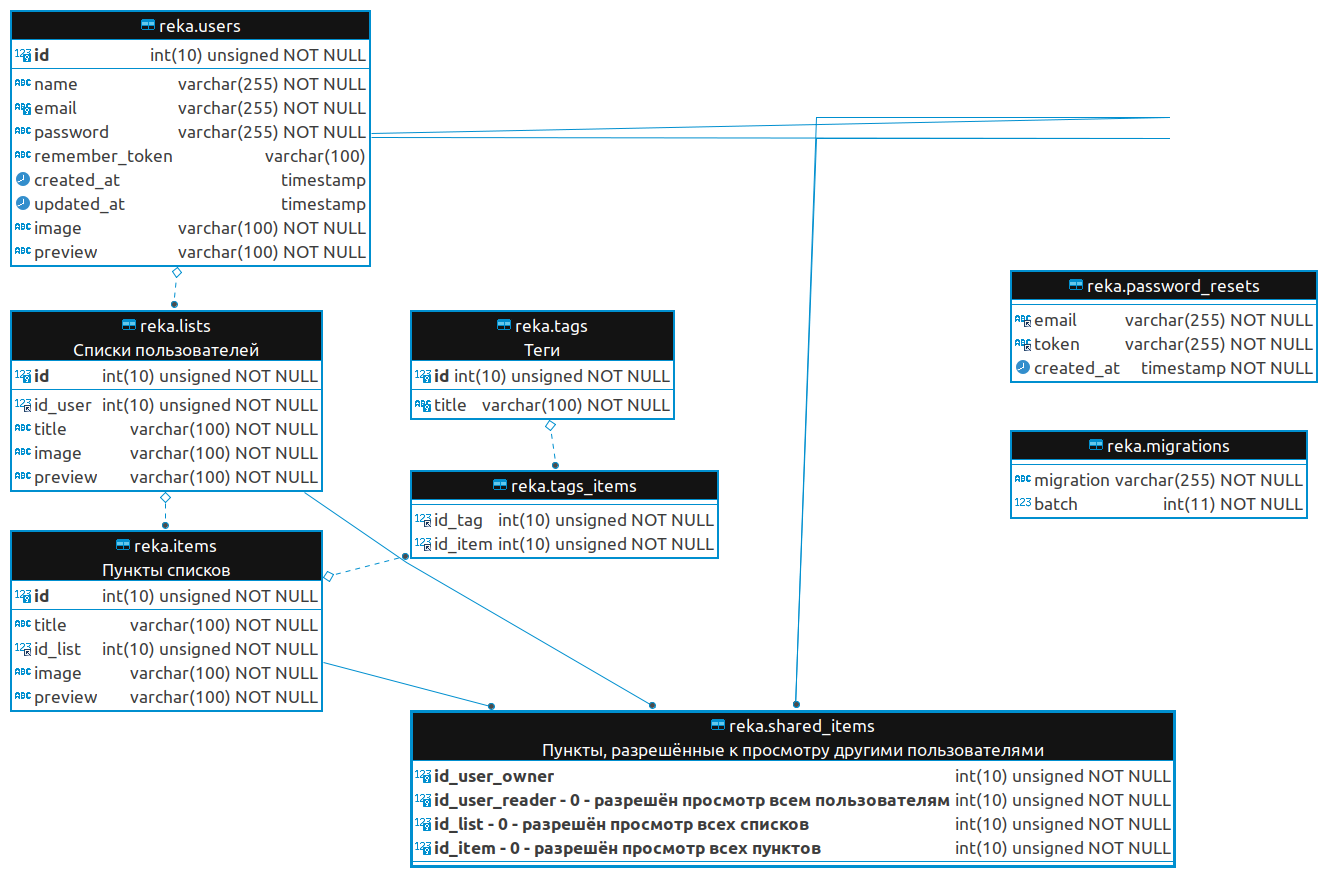 reka.users
id int(10) unsigned NOT NULL
name varchar(255) NOT NULL
email varchar(255) NOT NULL
password varchar(255) NOT NULL
remember_token varchar(100)
created_at timestamp
updated_at timestamp
image varchar(100) NOT NULL
preview varchar(100) NOT NULL
reka.lists
Списки пользователей
id int(10) unsigned NOT NULL
id_user int(10) unsigned NOT NULL
title varchar(100) NOT NULL
image varchar(100) NOT NULL
preview varchar(100) NOT NULL
reka.tags
Теги
id int(10) unsigned NOT NULL
title varchar(100) NOT NULL
reka.password_resets
email varchar(255) NOT NULL
token varchar(255) NOT NULL
created_at timestamp NOT NULL
reka.migrations
migration varchar(255) NOT NULL
batch int(11) NOT NULL
reka.tags_items
id_tag int(10) unsigned NOT NULL
id_item int(10) unsigned NOT NULL
reka.items
Пункты списков
id int(10) unsigned NOT NULL
title varchar(100) NOT NULL
id_list int(10) unsigned NOT NULL
image varchar(100) NOT NULL
preview varchar(100) NOT NULL
reka.shared_items
Пункты, разрешённые к просмотру другими пользователями
id_user_owner int(10) unsigned NOT NULL
id_user_reader - 0 - разрешён просмотр всем пользователям int(10) unsigned NOT NULL
id_list - 0 - разрешён просмотр всех списков int(10) unsigned NOT NULL
id_item - 0 - разрешён просмотр всех пунктов int(10) unsigned NOT NULL